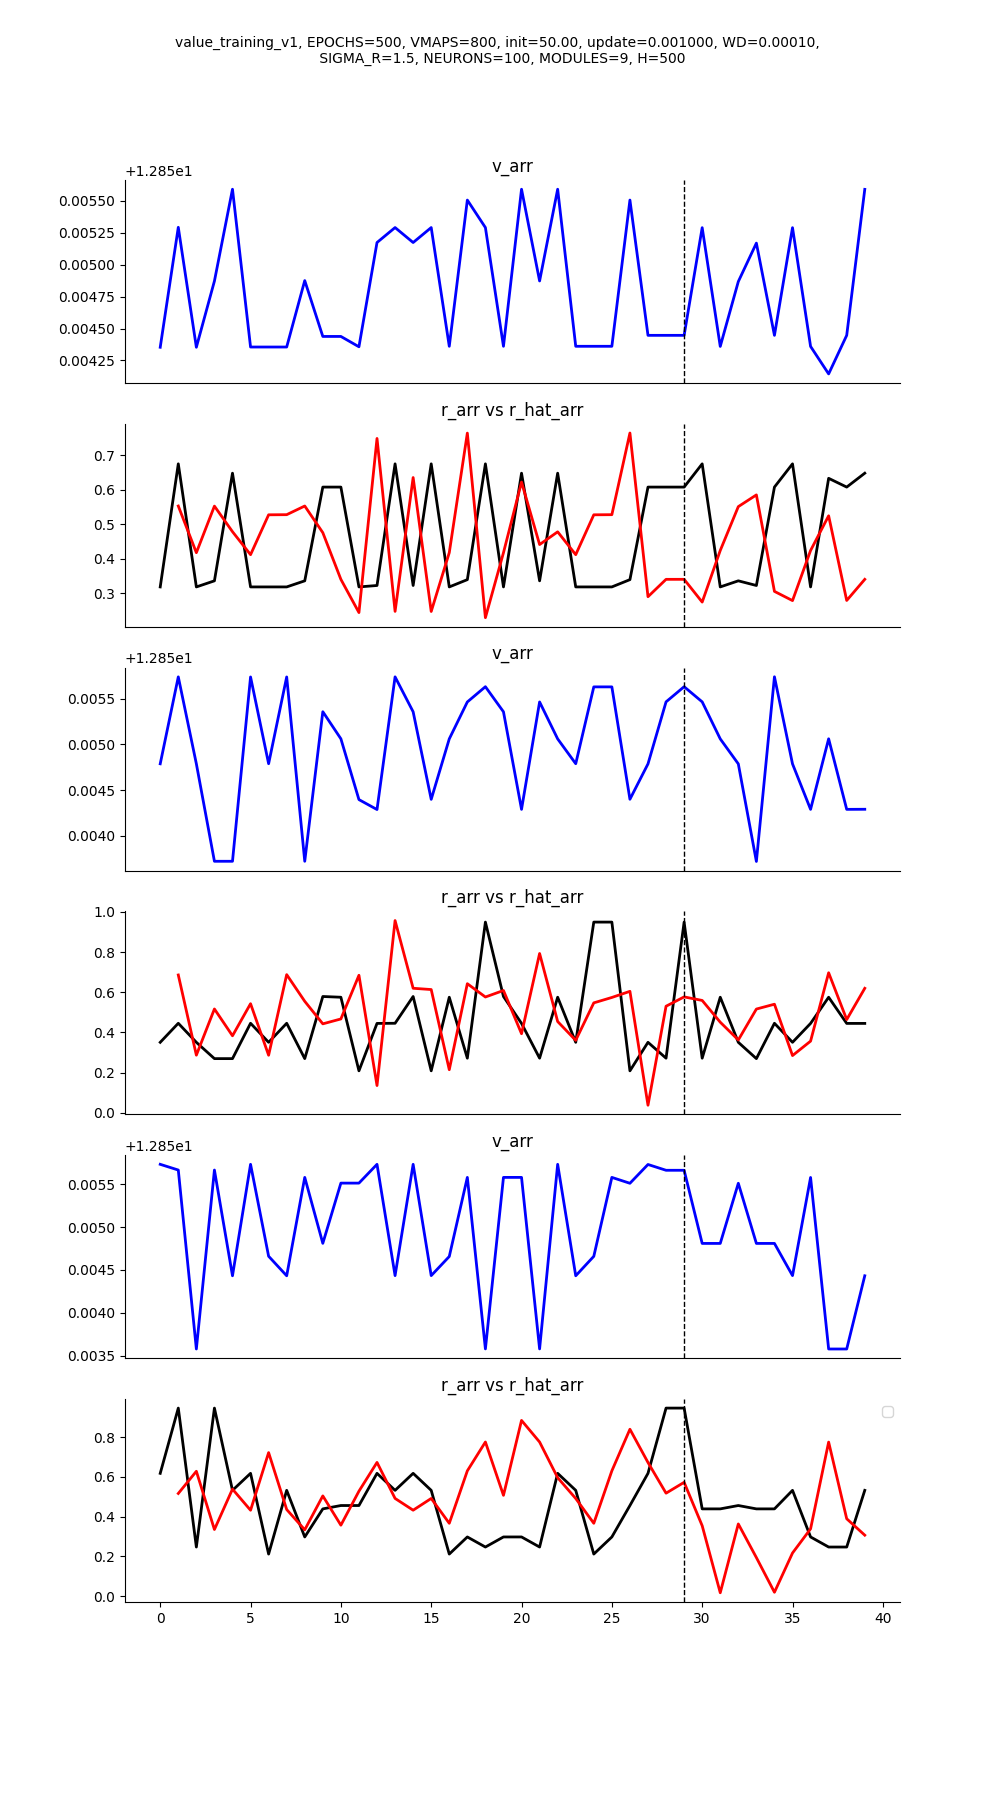 value_training_v1, EPOCHS=500, VMAPS=800, init=50.00, update=0.001000, WD=0.00010,
SIGMA_R=1.5, NEURONS=100, MODULES=9, H=500
+1.285e1
v_arr
0.00550
0.00525
0.00500
0.00475
0.00450
0.00425
r_arr vs r_hat_arr
0.7
0.6
0.5
0.4
0.3
+1.285e1
v_arr
0.0055
0.0050
0.0045
0.0040
r_arr vs r_hat_arr
1.0
0.8
0.6
0.4
0.2
0.0
+1.285e1
v_arr
0.0055
0.0050
0.0045
0.0040
0.0035
r_arr vs r_hat_arr
0.8
0.6
0.4
0.2
0.0
0 5 10 15 20 25 30 35 40